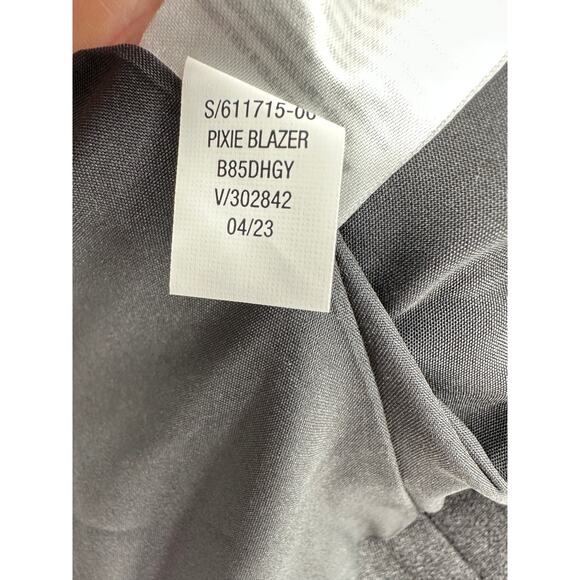 S/611715-00
PIXIE BLAZER
B85DHGY
V/302842
04/23